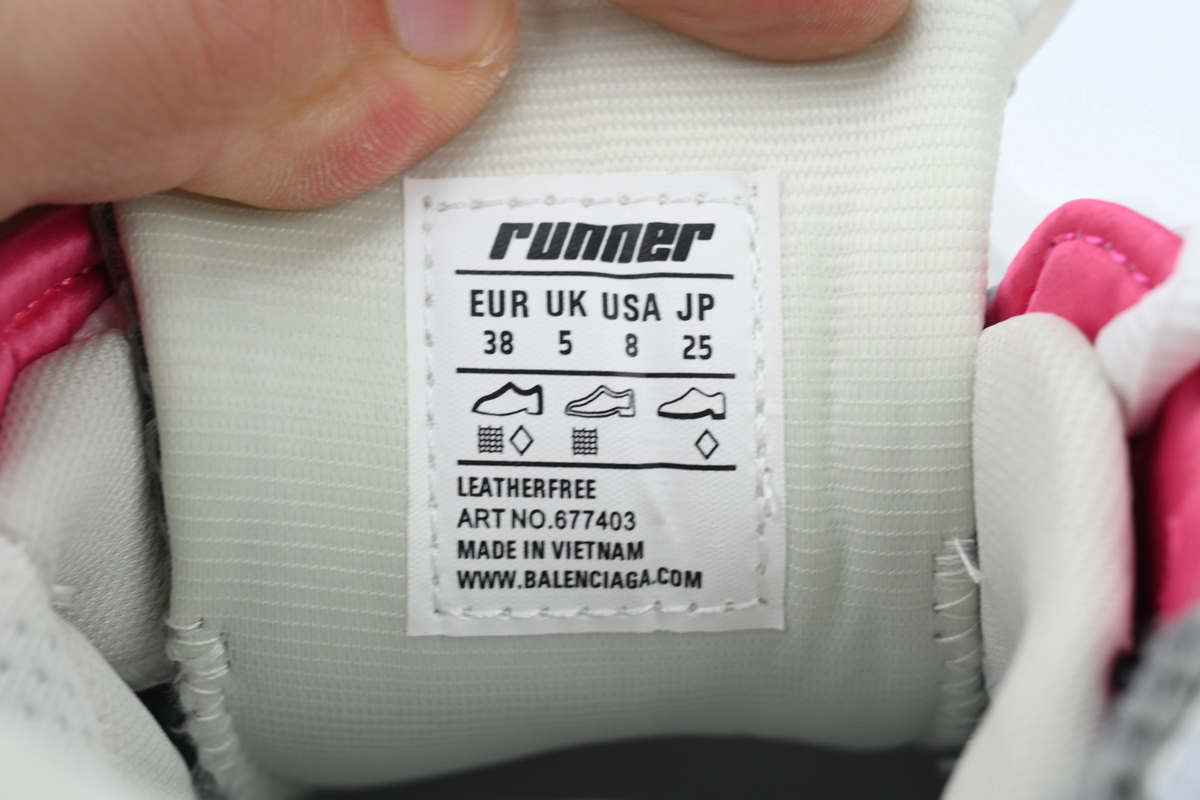 runner
EUR UK USA JP
38 5 8 25
LEATHERFREE
ART NO.677403
MADE IN VIETNAM
WWW.BALENCIAGA.COM